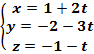 x = 1 + 2t
y = −2 − 3t
z = −1 − t